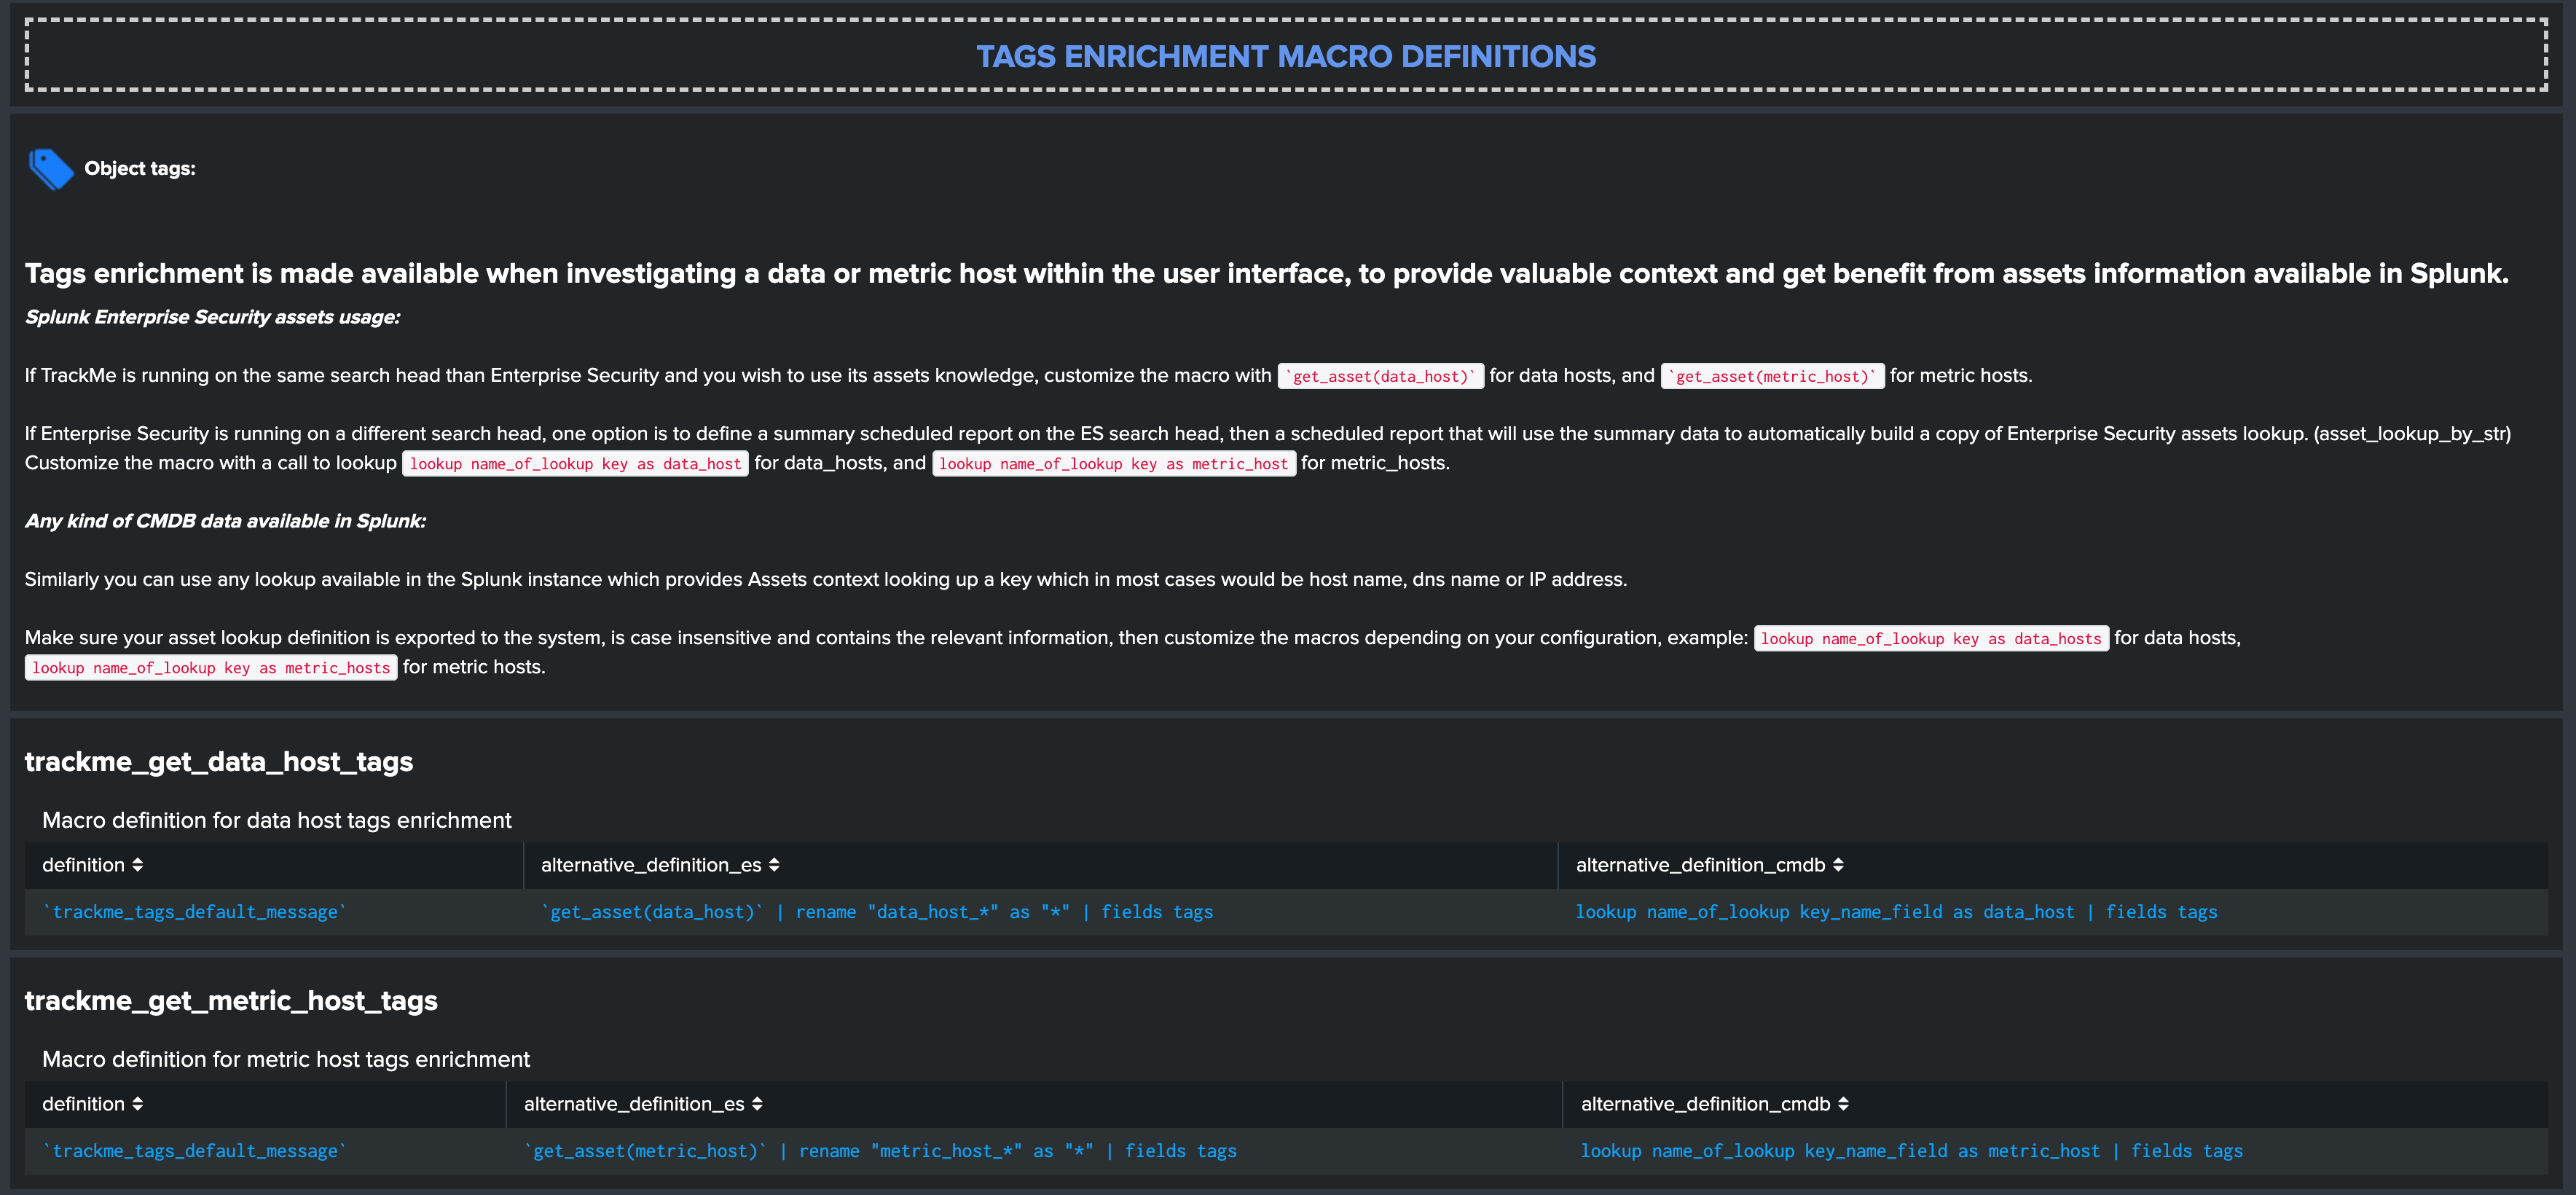 TAGS ENRICHMENT MACRO DEFINITIONS
Object tags:
Tags enrichment is made available when investigating a data or metric host within the user interface, to provide valuable context and get benefit from assets information available in Splunk.
Splunk Enterprise Security assets usage:
If TrackMe is running on the same search head than Enterprise Security and you wish to use its assets knowledge, customize the macro with `get_asset(data_host)` for data hosts, and `get_asset(metric_host)` for metric hosts.
If Enterprise Security is running on a different search head, one option is to define a summary scheduled report on the ES search head, then a scheduled report that will use the summary data to automatically build a copy of Enterprise Security assets lookup. (asset_lookup_by_str)
Customize the macro with a call to lookup lookup name_of_lookup key as data_host for data_hosts, and lookup name_of_lookup key as metric_host for metric_hosts.
Any kind of CMDB data available in Splunk:
Similarly you can use any lookup available in the Splunk instance which provides Assets context looking up a key which in most cases would be host name, dns name or IP address.
Make sure your asset lookup definition is exported to the system, is case insensitive and contains the relevant information, then customize the macros depending on your configuration, example: lookup name_of_lookup key as data_hosts for data hosts,
lookup name_of_lookup key as metric_hosts for metric hosts.
trackme_get_data_host_tags
Macro definition for data host tags enrichment
definition alternative_definition_es alternative_definition_cmdb
`trackme_tags_default_message` `get_asset(data_host)` | rename "data_host_*" as "*" | fields tags lookup name_of_lookup key_name_field as data_host | fields tags
trackme_get_metric_host_tags
Macro definition for metric host tags enrichment
definition alternative_definition_es alternative_definition_cmdb
`trackme_tags_default_message` `get_asset(metric_host)` | rename "metric_host_*" as "*" | fields tags lookup name_of_lookup key_name_field as metric_host | fields tags